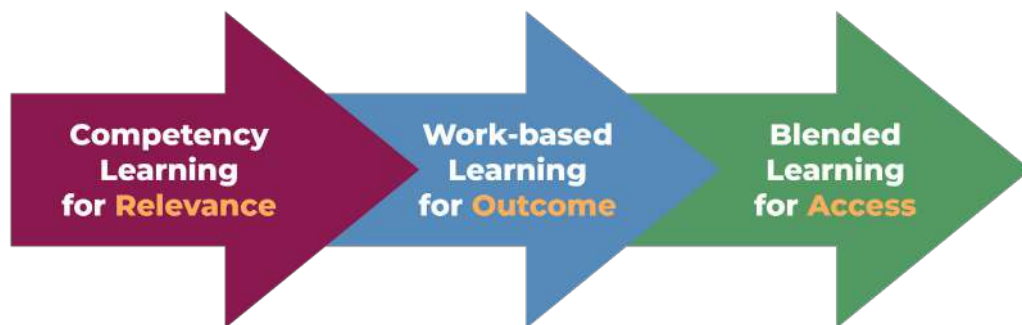 Competency
Learning
for Relevance
Work-based
Learning
for Outcome
Blended
Learning
for Access